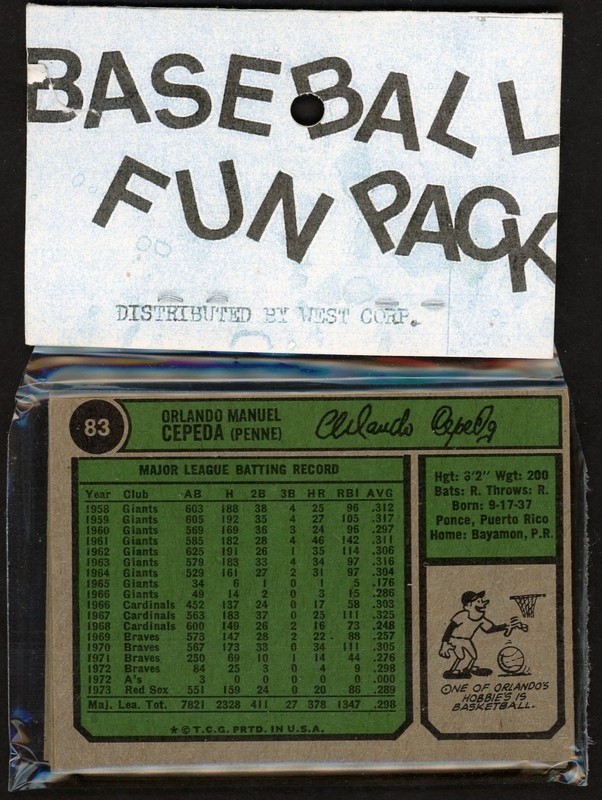 BASEBALL
FUN PACK
DISTRIBUTED BY WEST CORP.
83
ORLANDO MANUEL
CEPEDA (PENNE)
Orlando Cepeda
MAJOR LEAGUE BATTING RECORD
Year Club AB H 2B 3B HR RBI AVG
1958 Giants 603 188 38 4 25 96 .312
1959 Giants 605 192 35 4 27 105 .317
1960 Giants 569 169 36 3 24 96 .297
1961 Giants 585 182 28 4 46 142 .311
1962 Giants 625 191 26 1 35 114 .306
1963 Giants 579 183 33 4 34 97 .316
1964 Giants 529 161 27 2 31 97 .304
1965 Giants 34 6 1 0 1 5 .176
1966 Giants 49 14 2 0 3 15 .286
1966 Cardinals 452 137 24 0 17 58 .303
1967 Cardinals 563 183 37 0 25 111 .325
1968 Cardinals 600 149 26 2 16 73 .248
1969 Braves 573 147 28 2 22 88 .257
1970 Braves 567 173 33 0 34 111 .305
1971 Braves 250 69 10 1 14 44 .276
1972 Braves 84 25 3 0 4 9 .298
1972 A's 3 0 0 0 0 0 .000
1973 Red Sox 551 159 24 0 20 86 .289
Maj. Lea. Tot. 7821 2328 411 27 378 1347 .298
* © T.C.G. PRTD. IN U.S.A.
Hgt: 3'2" Wgt: 200
Bats: R. Throws: R.
Born: 9-17-37
Ponce, Puerto Rico
Home: Bayamon, P.R.
ONE OF ORLANDO'S
HOBBIE'S IS
BASKETBALL.